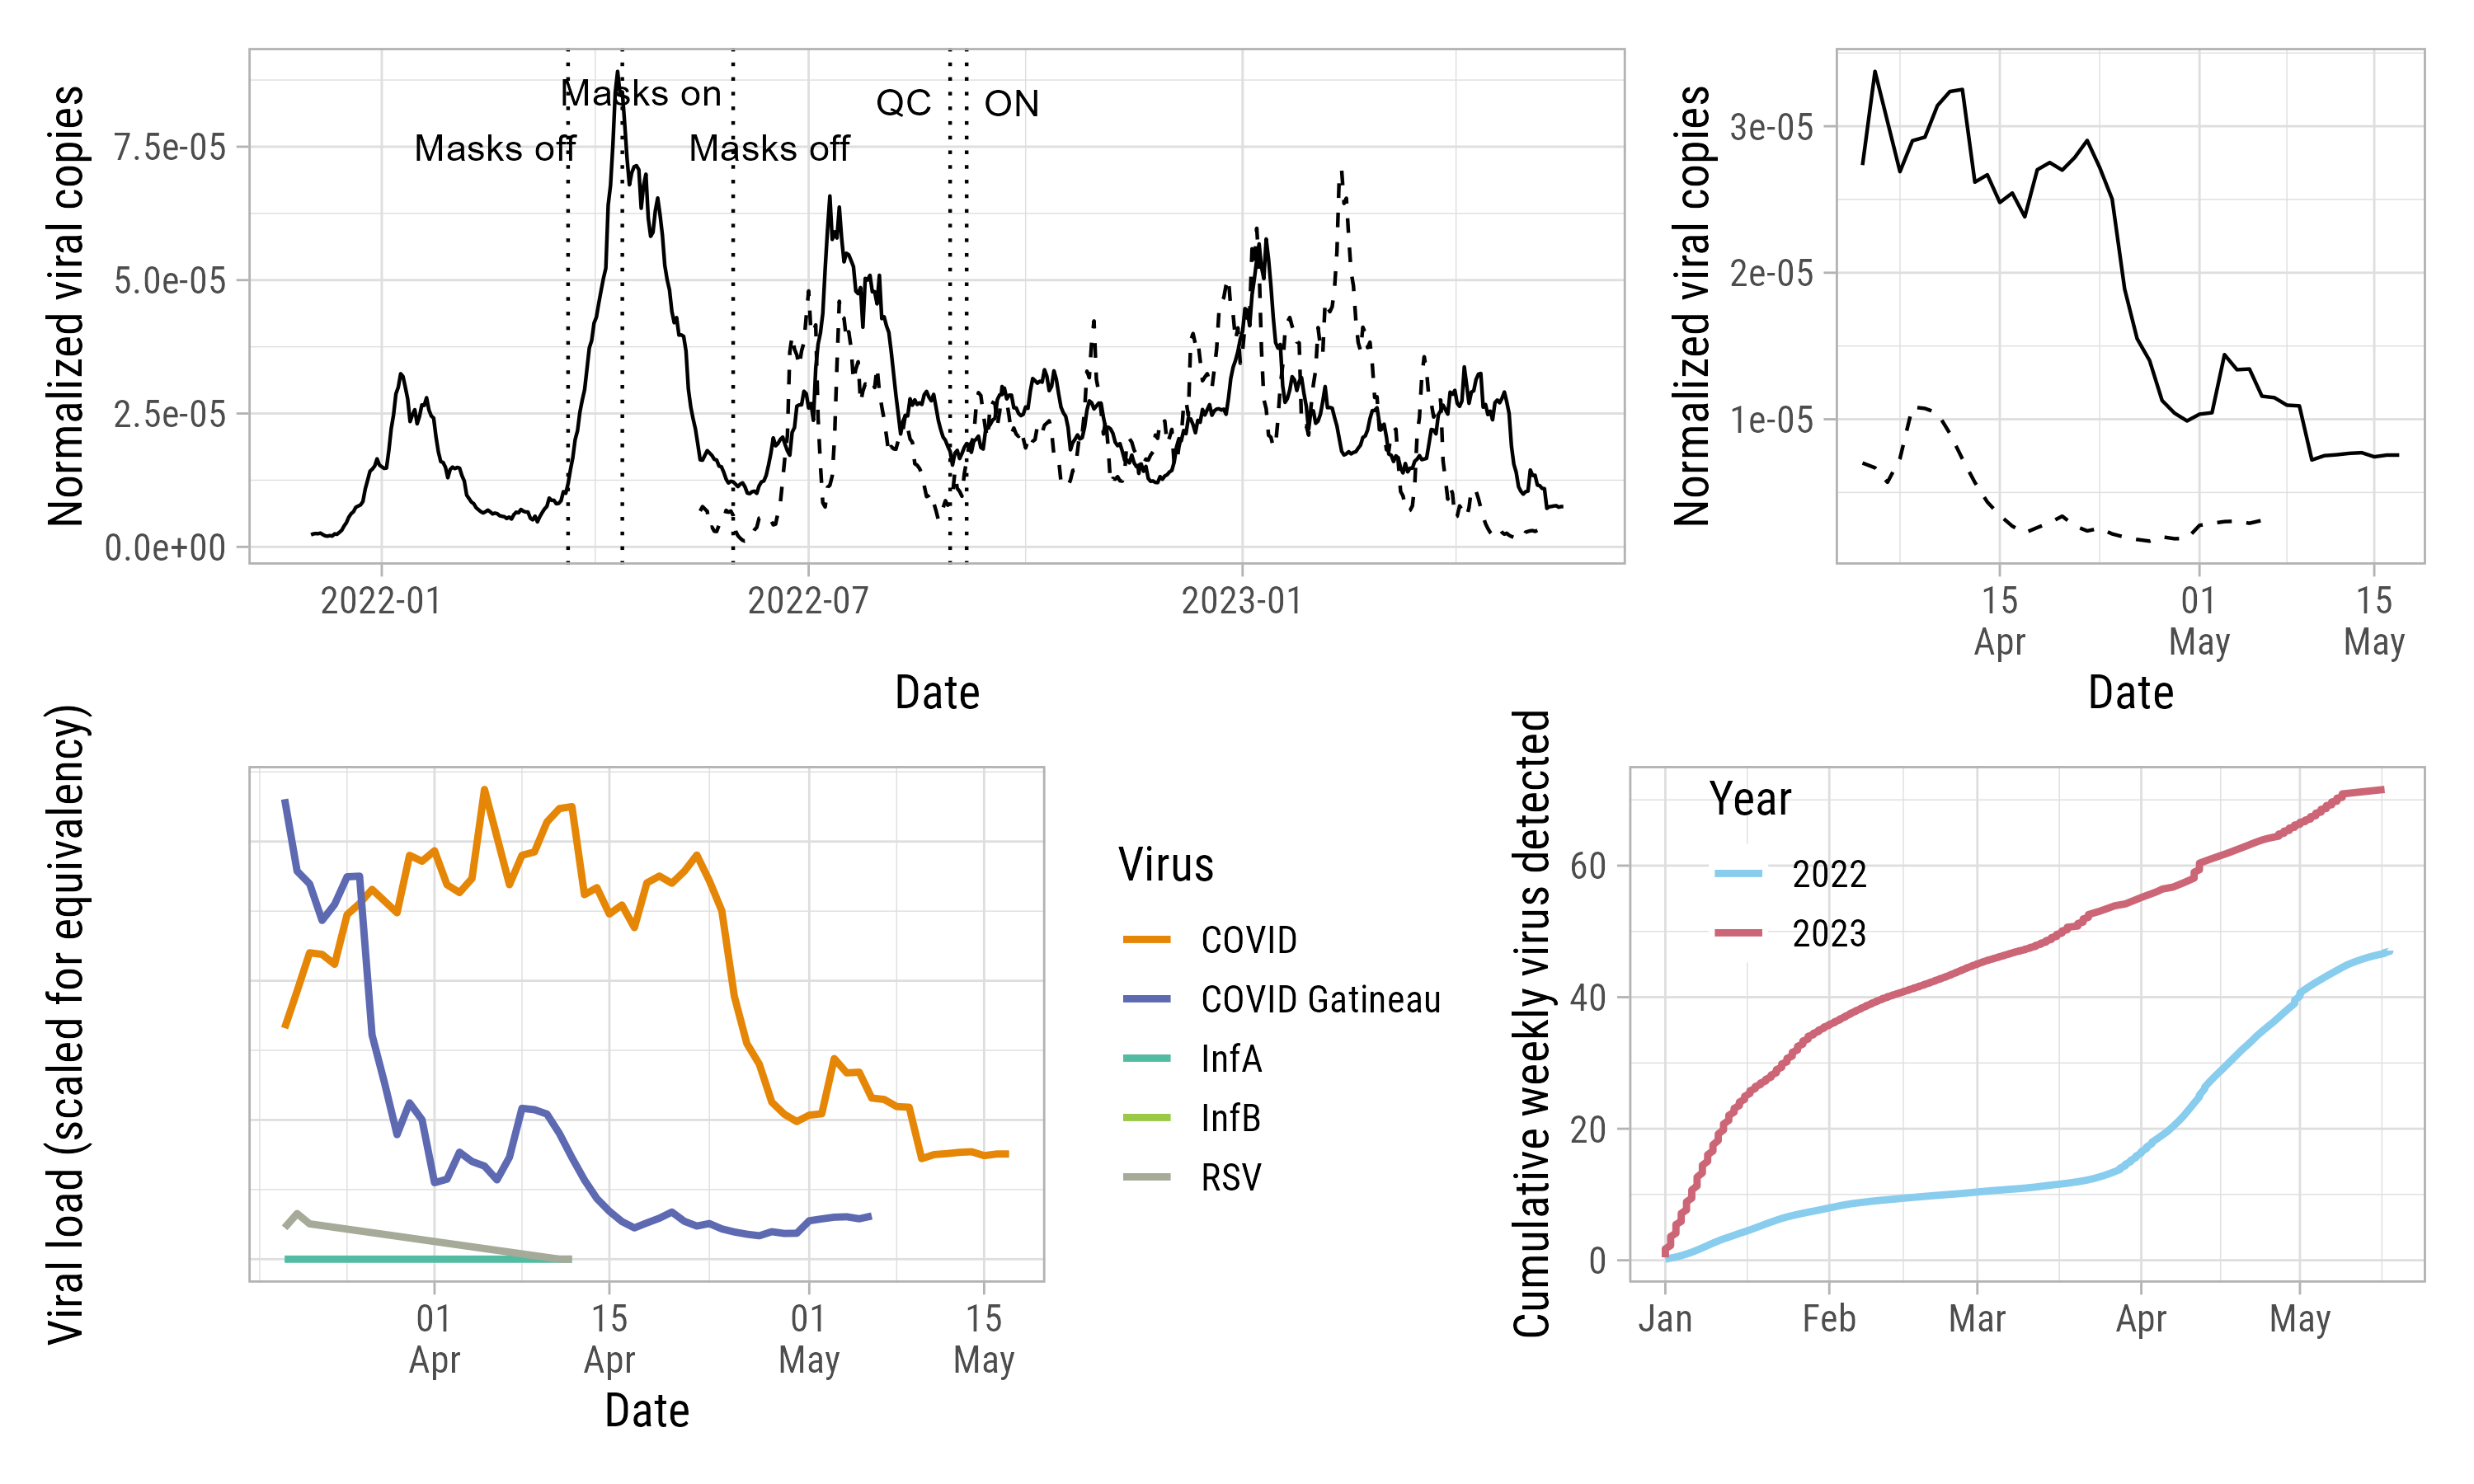 Normalized viral copies
7.5e-05
5.0e-05
2.5e-05
0.0e+00
Masks off
Masks on
Masks off
QC
ON
2022-01
2022-07
2023-01
Date
Normalized viral copies
3e-05
2e-05
1e-05
15
Apr
01
May
15
May
Date
Viral load (scaled for equivalency)
01
Apr
15
Apr
01
May
15
May
Date
Virus
COVID
COVID Gatineau
InfA
InfB
RSV
Cumulative weekly virus detected
60
40
20
0
Year
2022
2023
Jan
Feb
Mar
Apr
May